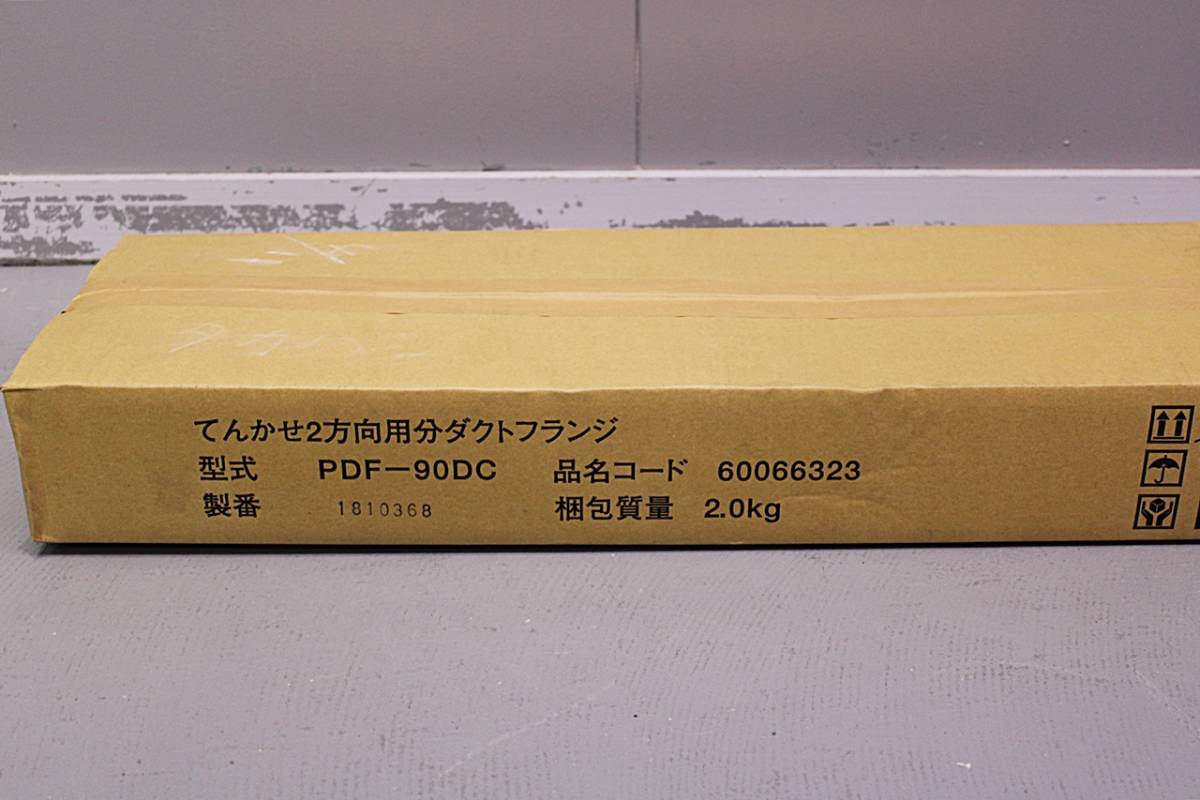 てんかせ2方向用分ダクトフランジ
型式 PDF－90DC 品名コード 60066323
製番 1810368 梱包質量 2.0kg